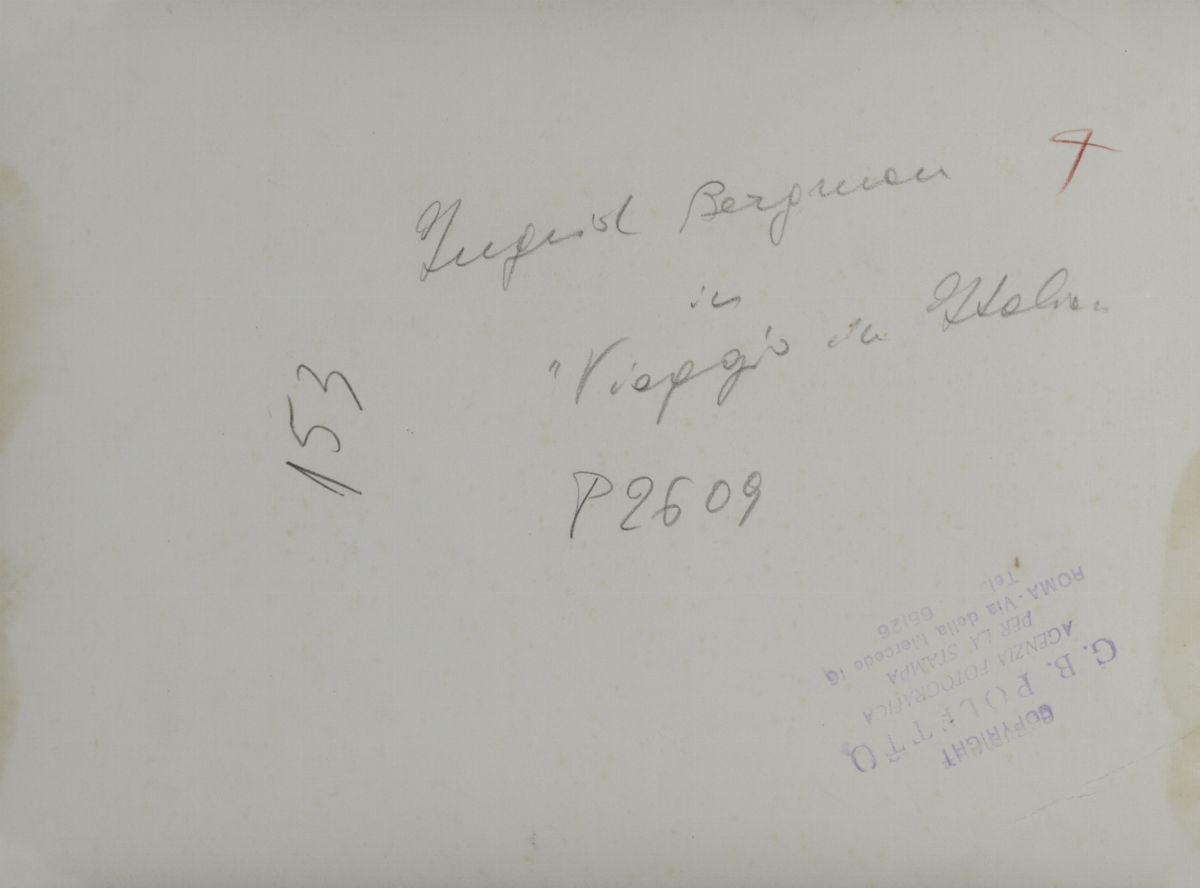 Ingrid Bergman
in
"Viaggio in Italia"
153
P2609
COPYRIGHT
G. B. POLETTO
AGENZIA FOTOGRAFICA
PER LA STAMPA
ROMA - Via della Mercede
Tel. 65126